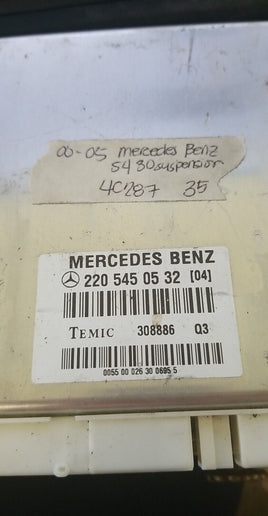 00-05 Mercedes Benz
S430 suspension
4C287 35
MERCEDES BENZ
220 545 05 32 [04]
TEMIC 308886 Q3
0055 00 026 30 0695 5